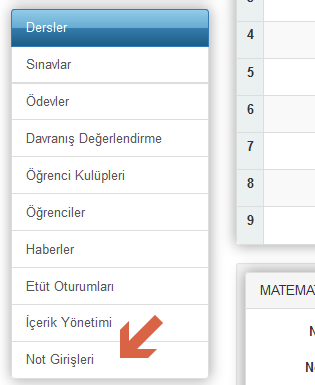 Dersler
Sınavlar
Ödevler
Davranış Değerlendirme
Öğrenci Kulüpleri
Öğrenciler
Haberler
Etüt Oturumları
İçerik Yönetimi
Not Girişleri
4
5
6
7
8
9